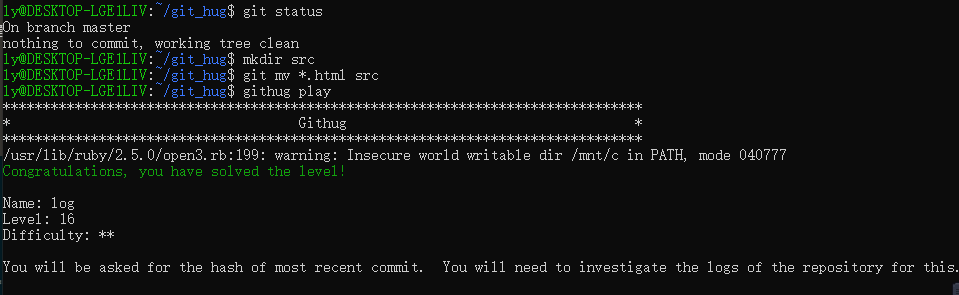 ly@DESKTOP-LGE1LIV:~/git_hug$ git status
On branch master
nothing to commit, working tree clean
ly@DESKTOP-LGE1LIV:~/git_hug$ mkdir src
ly@DESKTOP-LGE1LIV:~/git_hug$ git mv *.html src
ly@DESKTOP-LGE1LIV:~/git_hug$ githug play
********************************************************************************
*                                    Githug                                    *
********************************************************************************
/usr/lib/ruby/2.5.0/open3.rb:199: warning: Insecure world writable dir /mnt/c in PATH, mode 040777
Congratulations, you have solved the level!

Name: log
Level: 16
Difficulty: **

You will be asked for the hash of most recent commit.  You will need to investigate the logs of the repository for this.